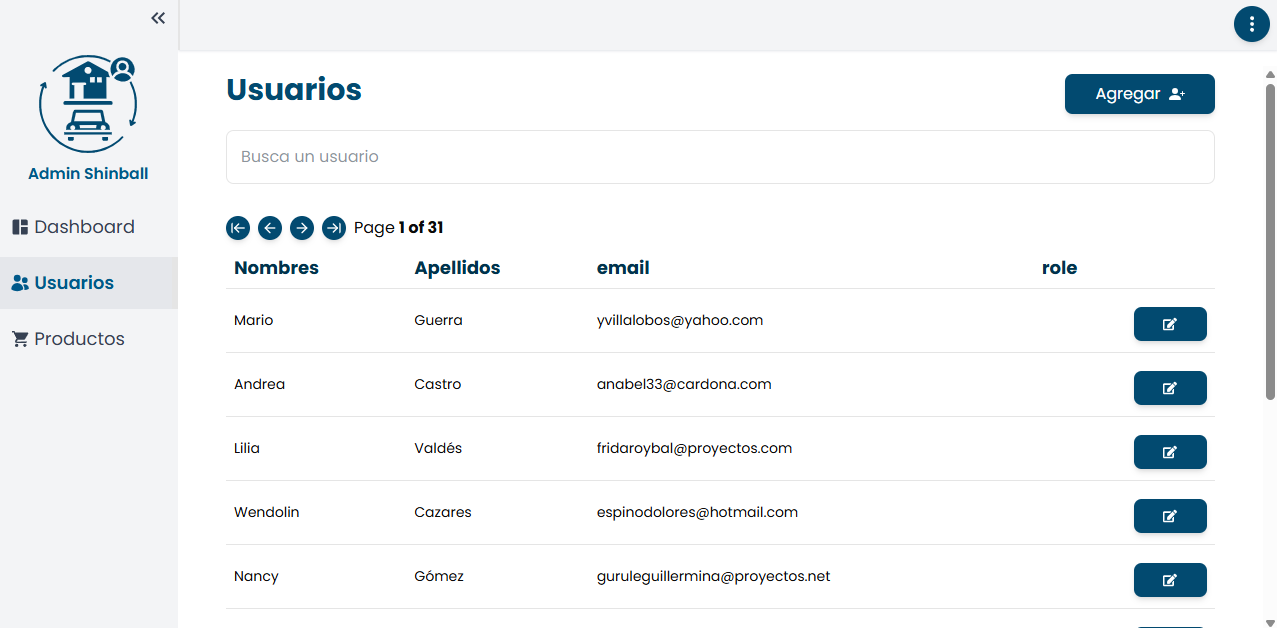 Admin Shinball
Dashboard
Usuarios
Productos
Usuarios
Agregar
Busca un usuario
Page 1 of 31
Nombres Apellidos email role
Mario Guerra yvillalobos@yahoo.com
Andrea Castro anabel33@cardona.com
Lilia Valdés fridaroybal@proyectos.com
Wendolin Cazares espinodolores@hotmail.com
Nancy Gómez guruleguillermina@proyectos.net